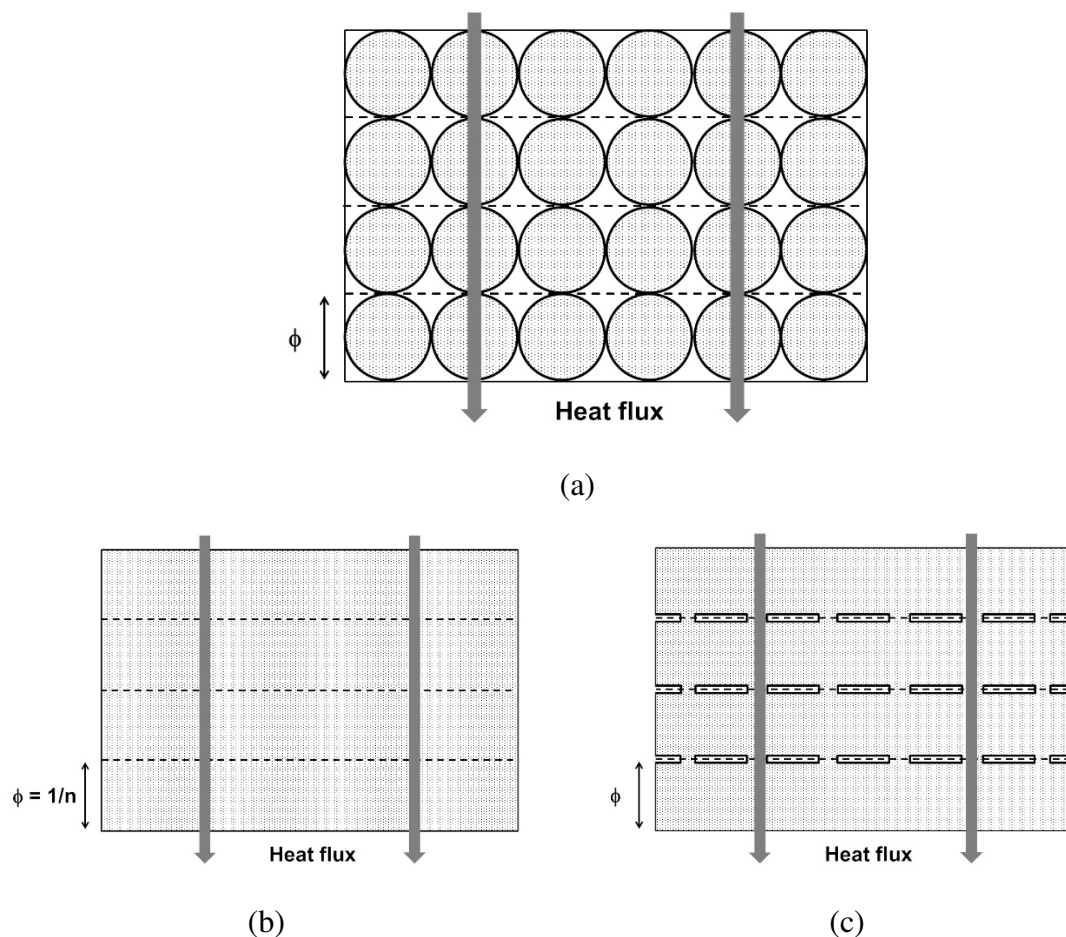 ϕ
Heat flux
(a)
ϕ = 1/n
Heat flux
(b)
ϕ
Heat flux
(c)